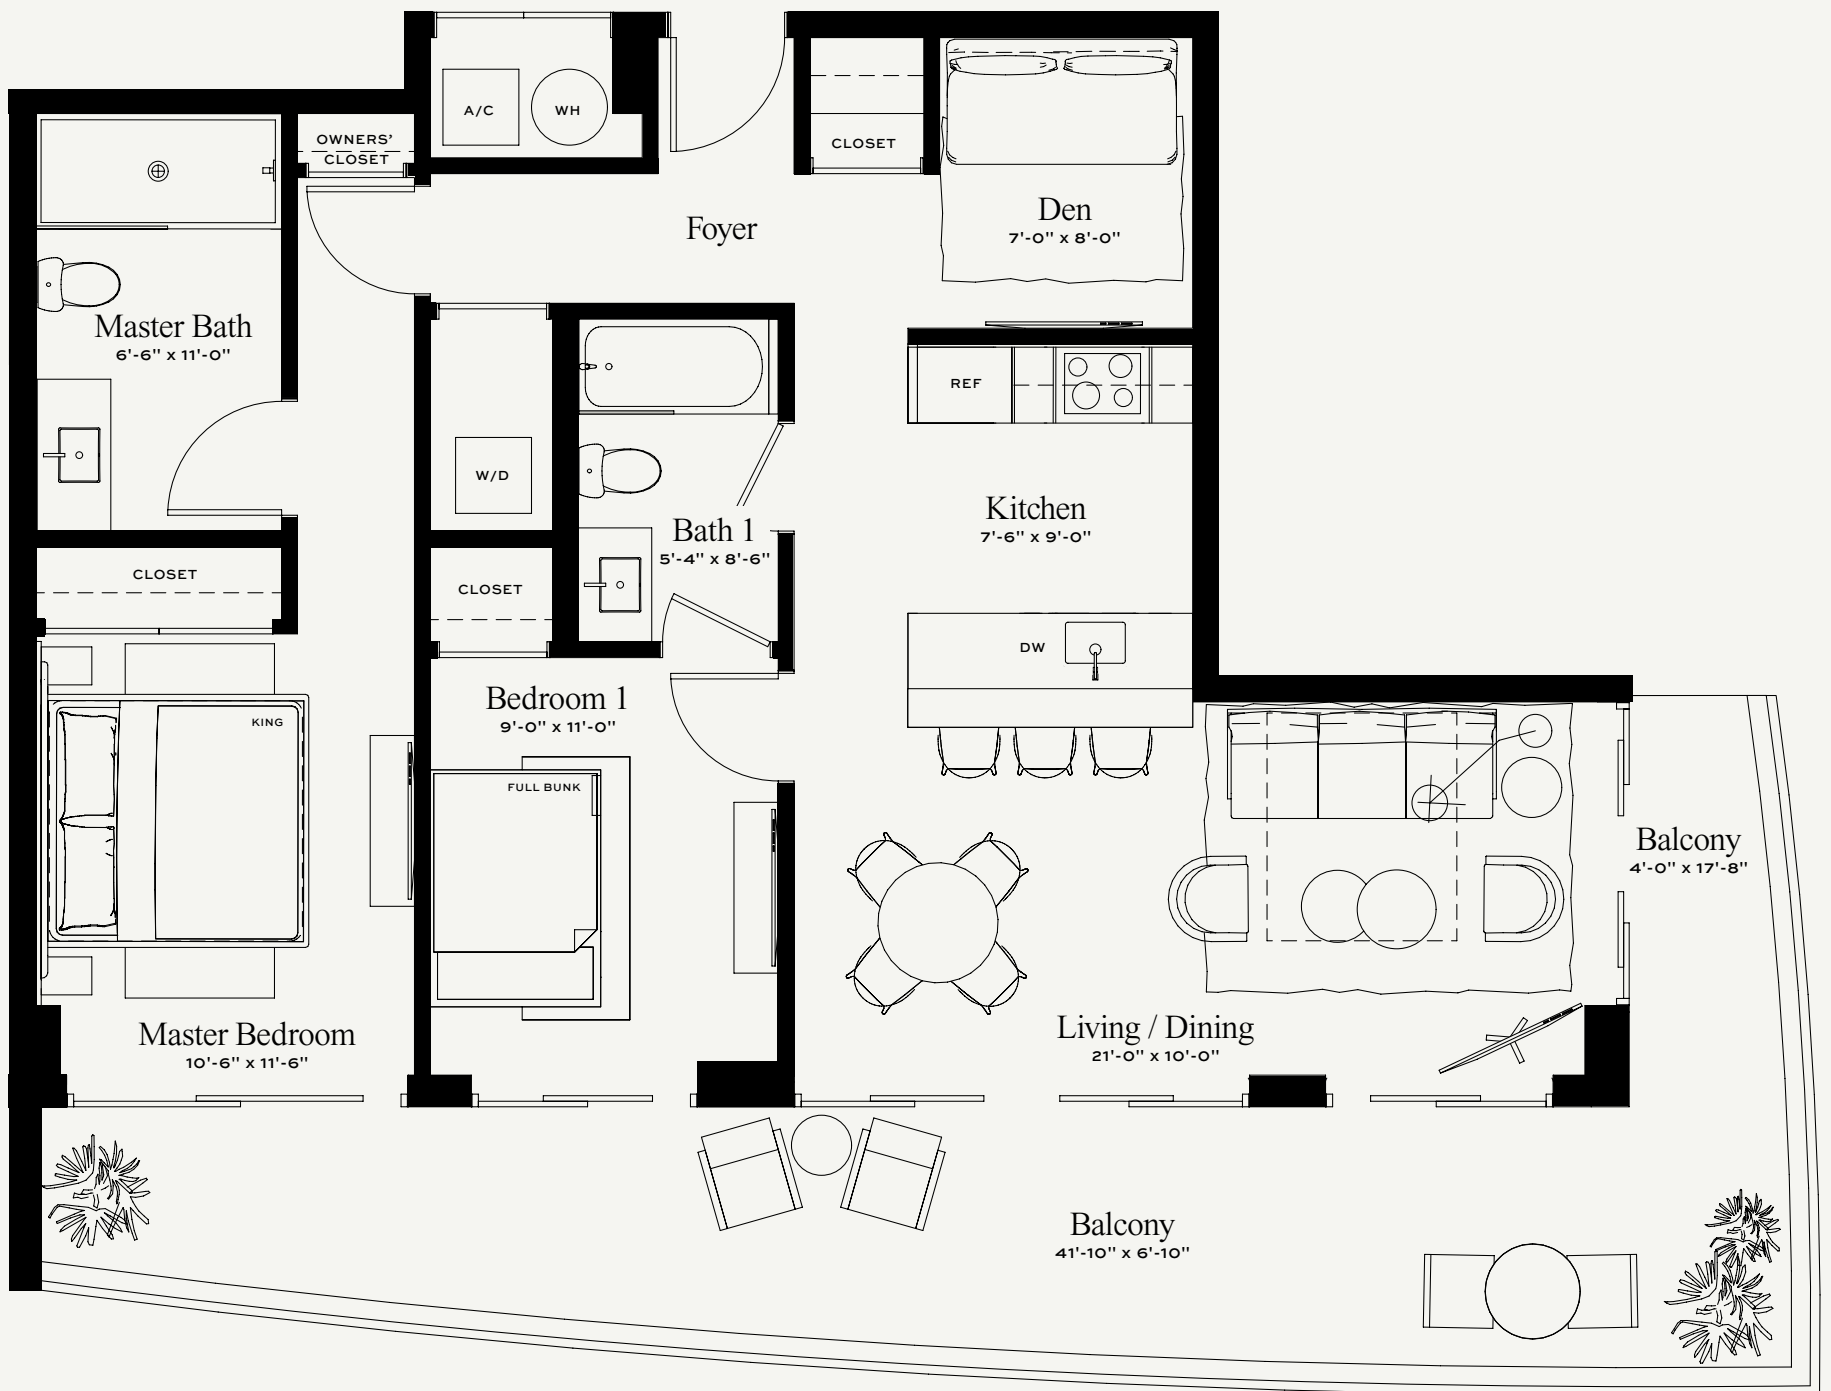 A/C
WH
OWNERS'
CLOSET
CLOSET
Den
7'-0" x 8'-0"
Foyer
Master Bath
6'-6" x 11'-0"
REF
W/D
Kitchen
7'-6" x 9'-0"
Bath 1
5'-4" x 8'-6"
CLOSET
CLOSET
DW
Bedroom 1
9'-0" x 11'-0"
KING
FULL BUNK
Balcony
4'-0" x 17'-8"
Master Bedroom
10'-6" x 11'-6"
Living / Dining
21'-0" x 10'-0"
Balcony
41'-10" x 6'-10"